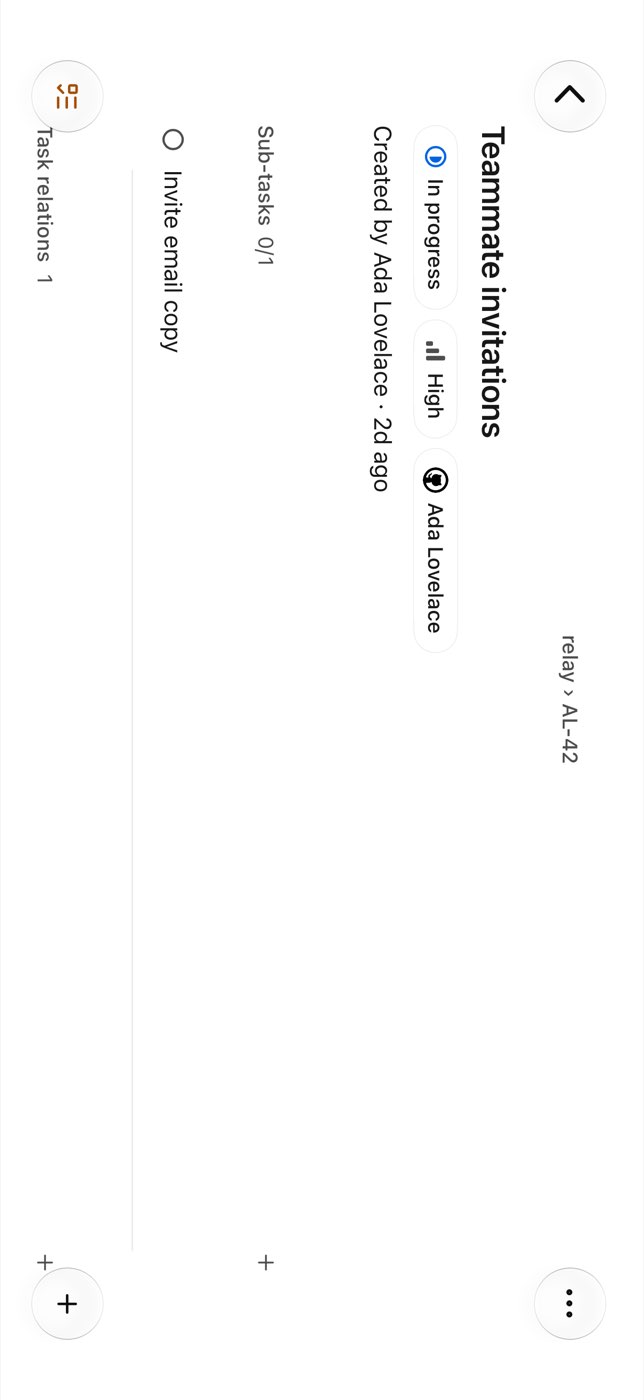 relay › AL-42
Teammate invitations
In progress High Ada Lovelace
Created by Ada Lovelace · 2d ago
Sub-tasks 0/1
Invite email copy
Task relations 1